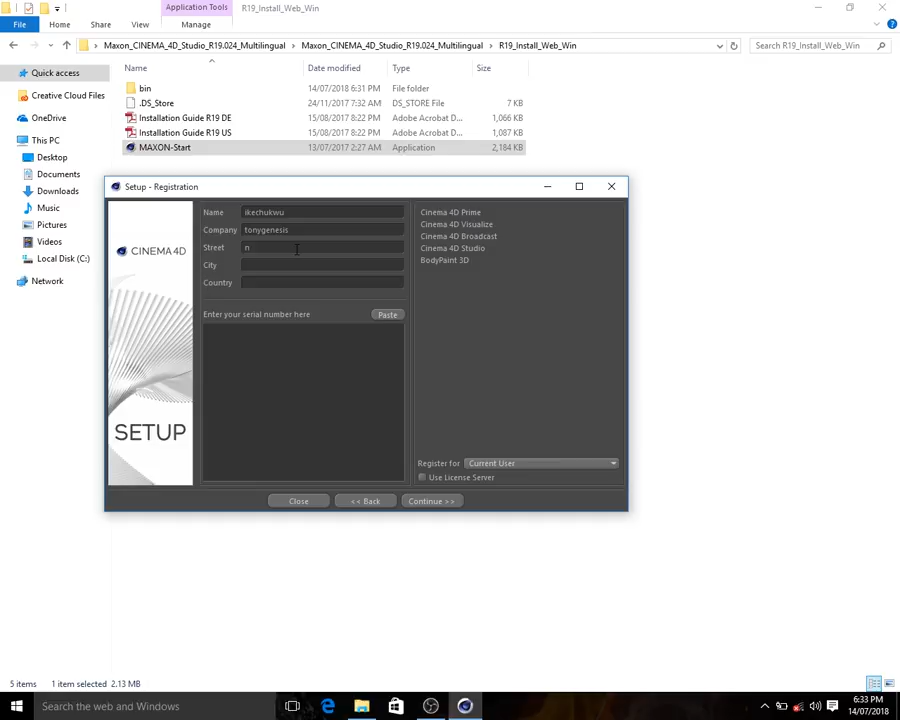 Application Tools
R19_Install_Web_Win
File
Home
Share
View
Manage
Maxon_CINEMA_4D_Studio_R19.024_Multilingual > Maxon_CINEMA_4D_Studio_R19.024_Multilingual > R19_Install_Web_Win
Search R19_Install_Web_Win
Name
Date modified
Type
Size
bin 14/07/2018 6:31 PM File folder
.DS_Store 24/11/2017 7:32 AM DS_STORE File 7 KB
Installation Guide R19 DE 15/08/2017 8:22 PM Adobe Acrobat D... 1,066 KB
Installation Guide R19 US 15/08/2017 8:22 PM Adobe Acrobat D... 1,087 KB
MAXON-Start 13/07/2017 2:27 AM Application 2,184 KB
Quick access
Creative Cloud Files
OneDrive
This PC
Desktop
Documents
Downloads
Music
Pictures
Videos
Local Disk (C:)
Network
Setup - Registration
CINEMA 4D
SETUP
Name ikechukwu
Company tonygenesis
Street n
City
Country
Enter your serial number here
Paste
Cinema 4D Prime
Cinema 4D Visualize
Cinema 4D Broadcast
Cinema 4D Studio
BodyPaint 3D
Register for Current User
Use License Server
Close
<< Back
Continue >>
5 items 1 item selected 2.13 MB
Search the web and Windows
6:33 PM
14/07/2018